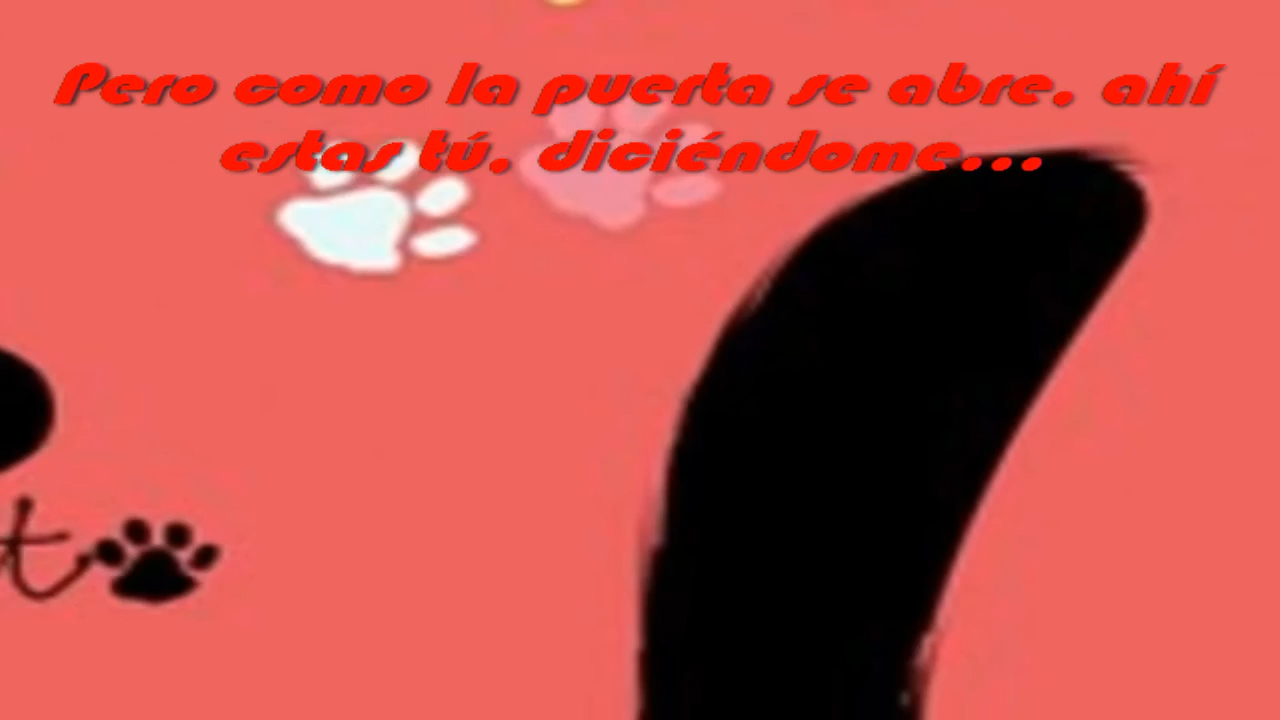 Pero como la puerta se abre, ahí
estas tú, diciéndome...
t